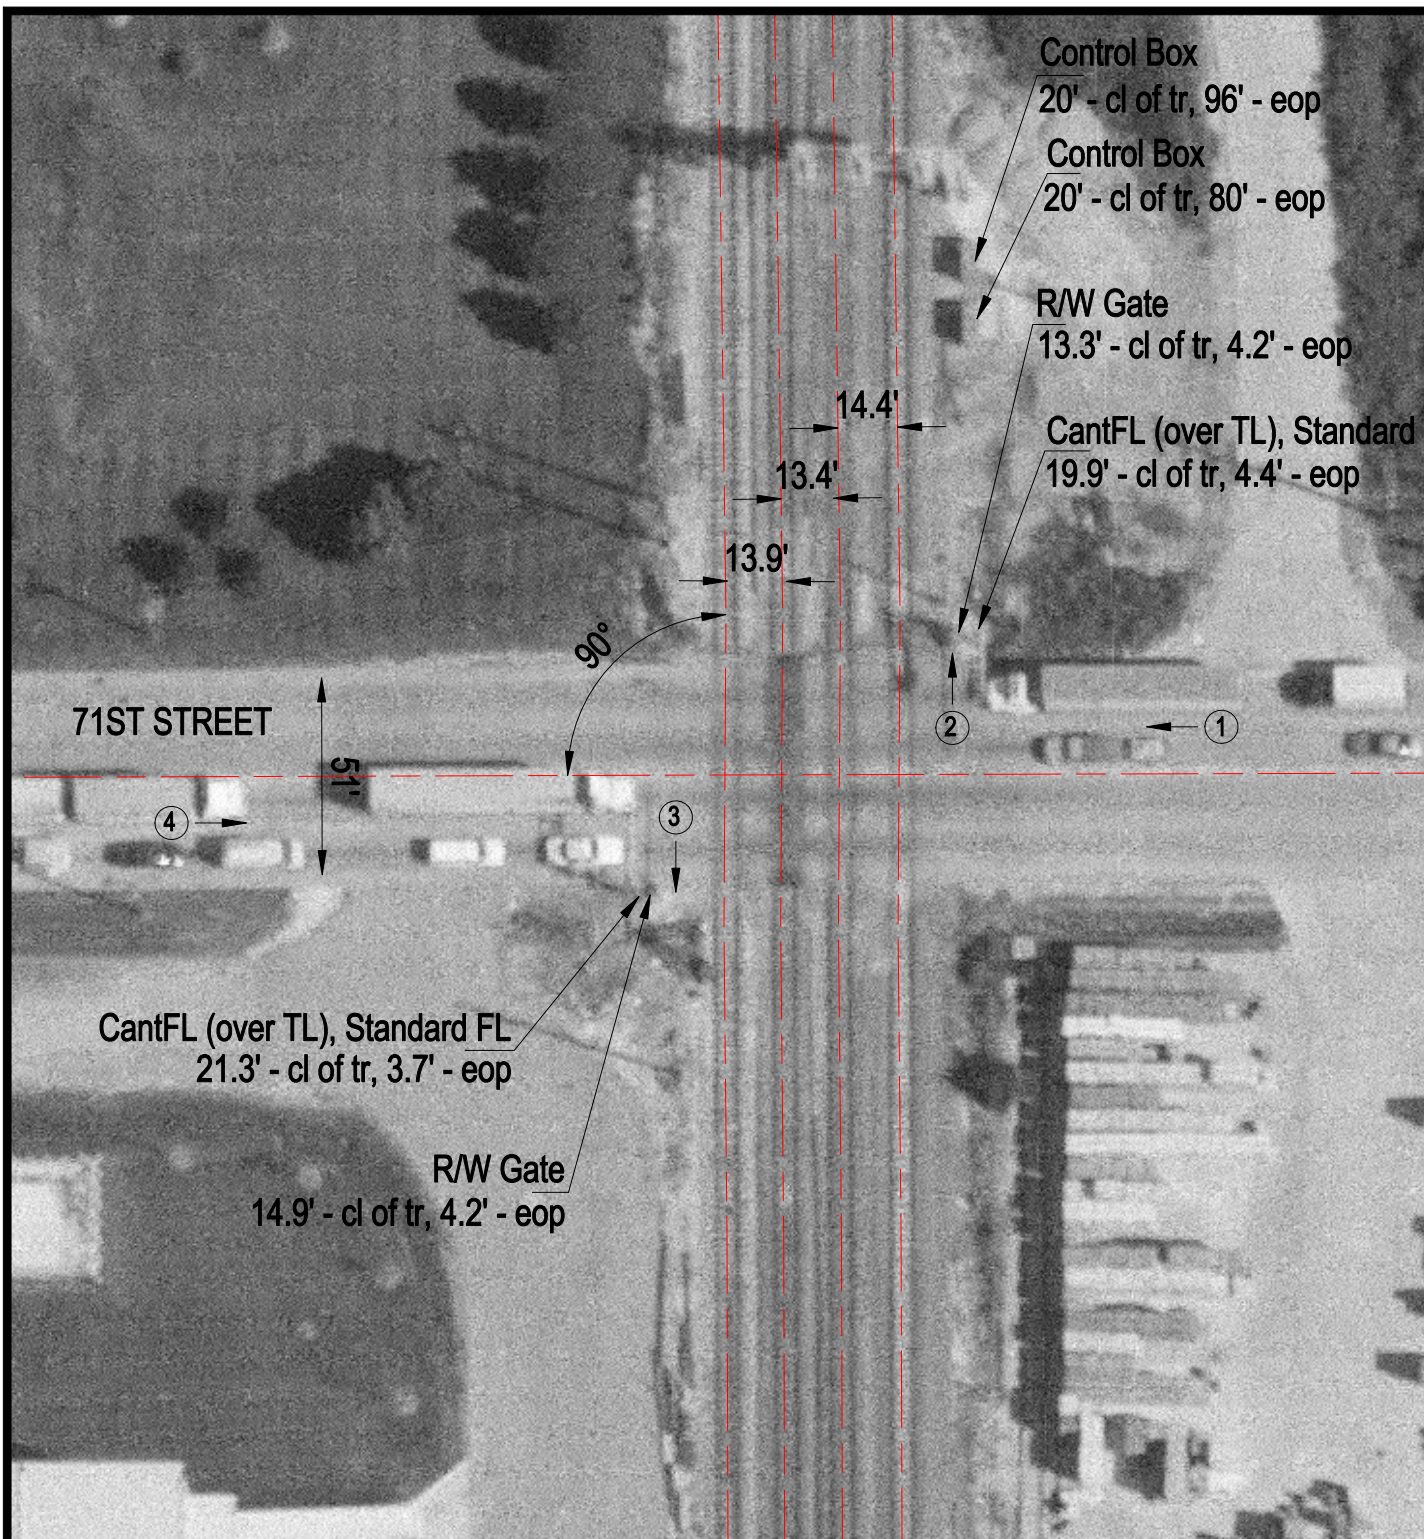 Control Box
20' - cl of tr, 96' - eop
Control Box
20' - cl of tr, 80' - eop
R/W Gate
13.3' - cl of tr, 4.2' - eop
14.4'
CantFL (over TL), Standard
19.9' - cl of tr, 4.4' - eop
13.4'
13.9'
90°
71ST STREET
2
1
51'
4
3
CantFL (over TL), Standard FL
21.3' - cl of tr, 3.7' - eop
R/W Gate
14.9' - cl of tr, 4.2' - eop